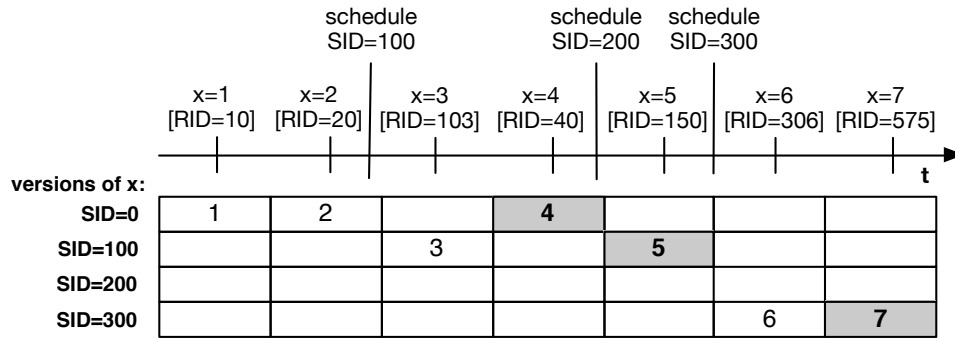 schedule schedule schedule
SID=100 SID=200 SID=300
x=1 x=2 x=3 x=4 x=5 x=6 x=7
[RID=10] [RID=20] [RID=103] [RID=40] [RID=150] [RID=306] [RID=575]
t
versions of x:
SID=0 1 2 4
SID=100 3 5
SID=200
SID=300 6 7